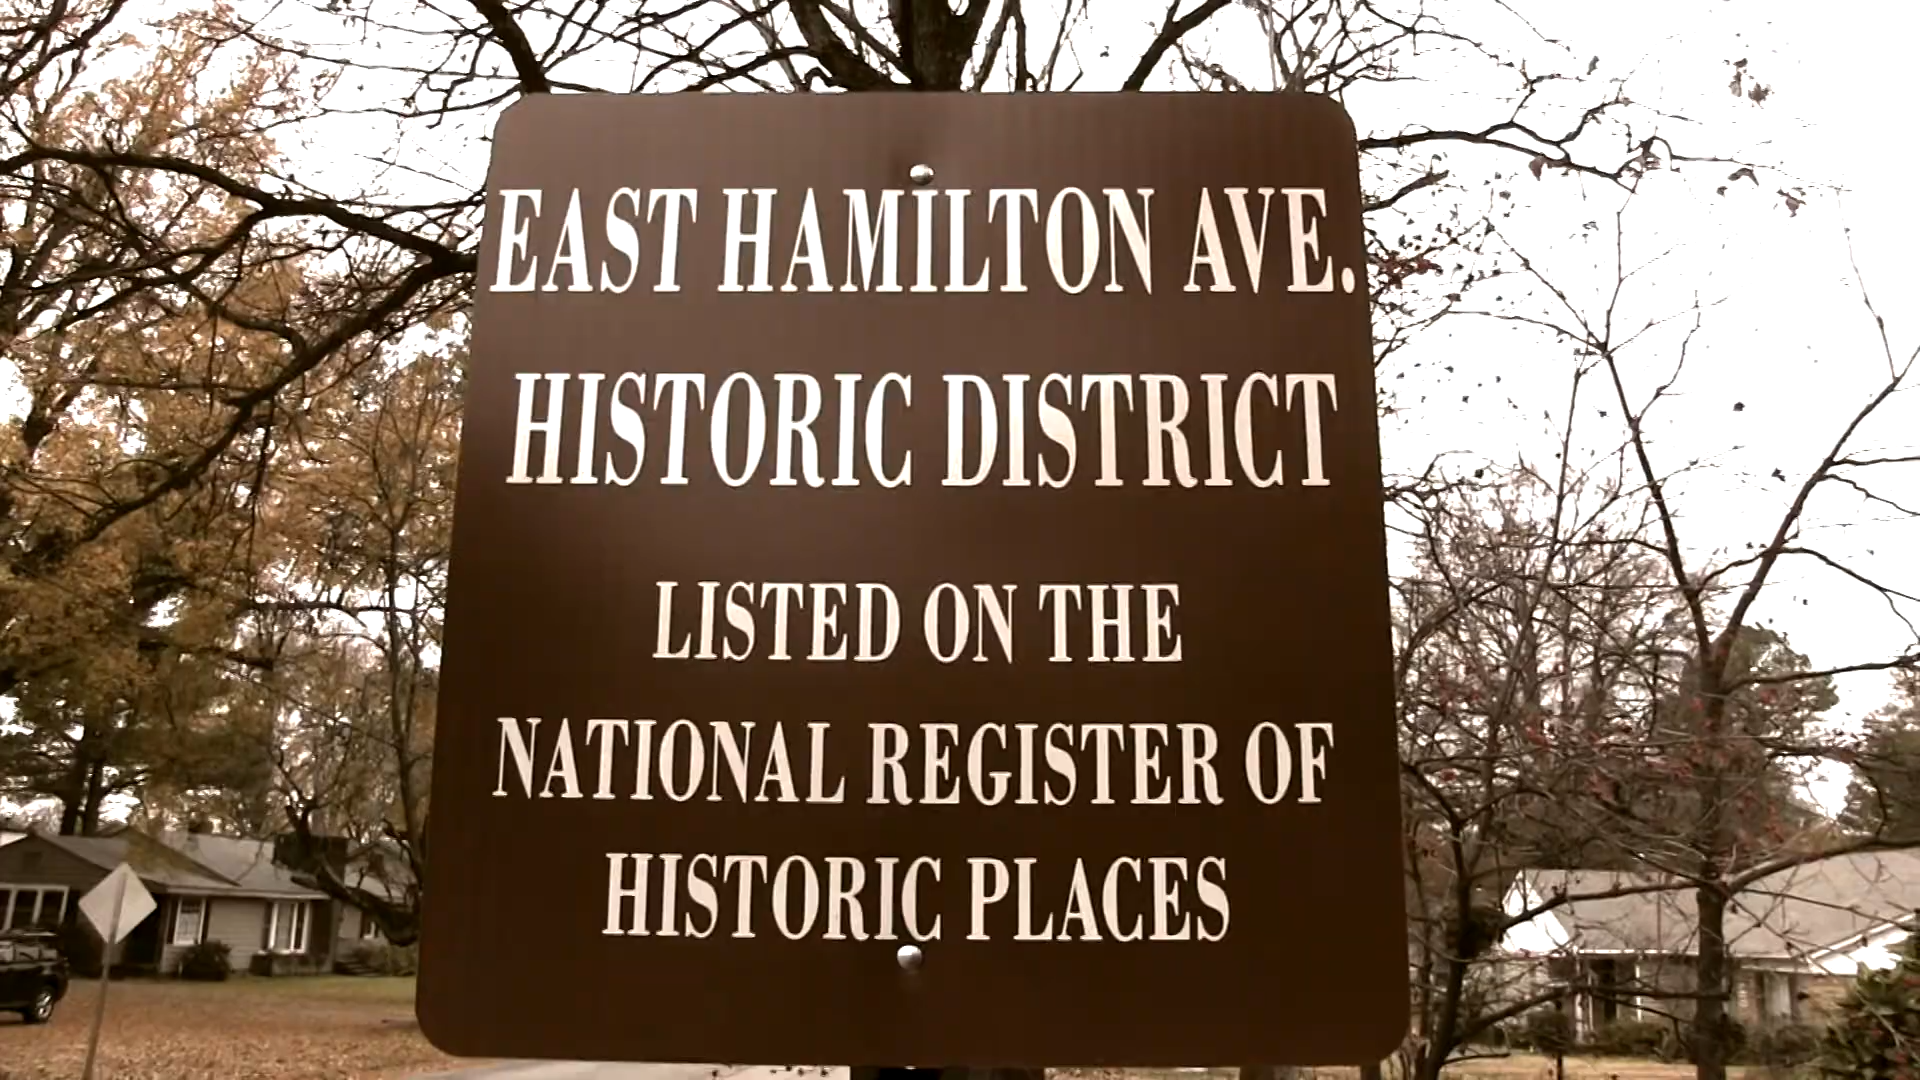 EAST HAMILTON AVE.
HISTORIC DISTRICT
LISTED ON THE
NATIONAL REGISTER OF
HISTORIC PLACES